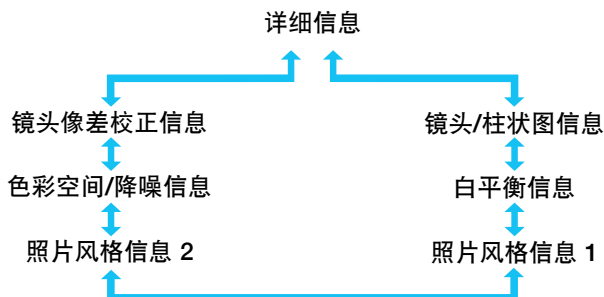 详细信息
镜头像差校正信息
镜头/柱状图信息
色彩空间/降噪信息
白平衡信息
照片风格信息 2
照片风格信息 1